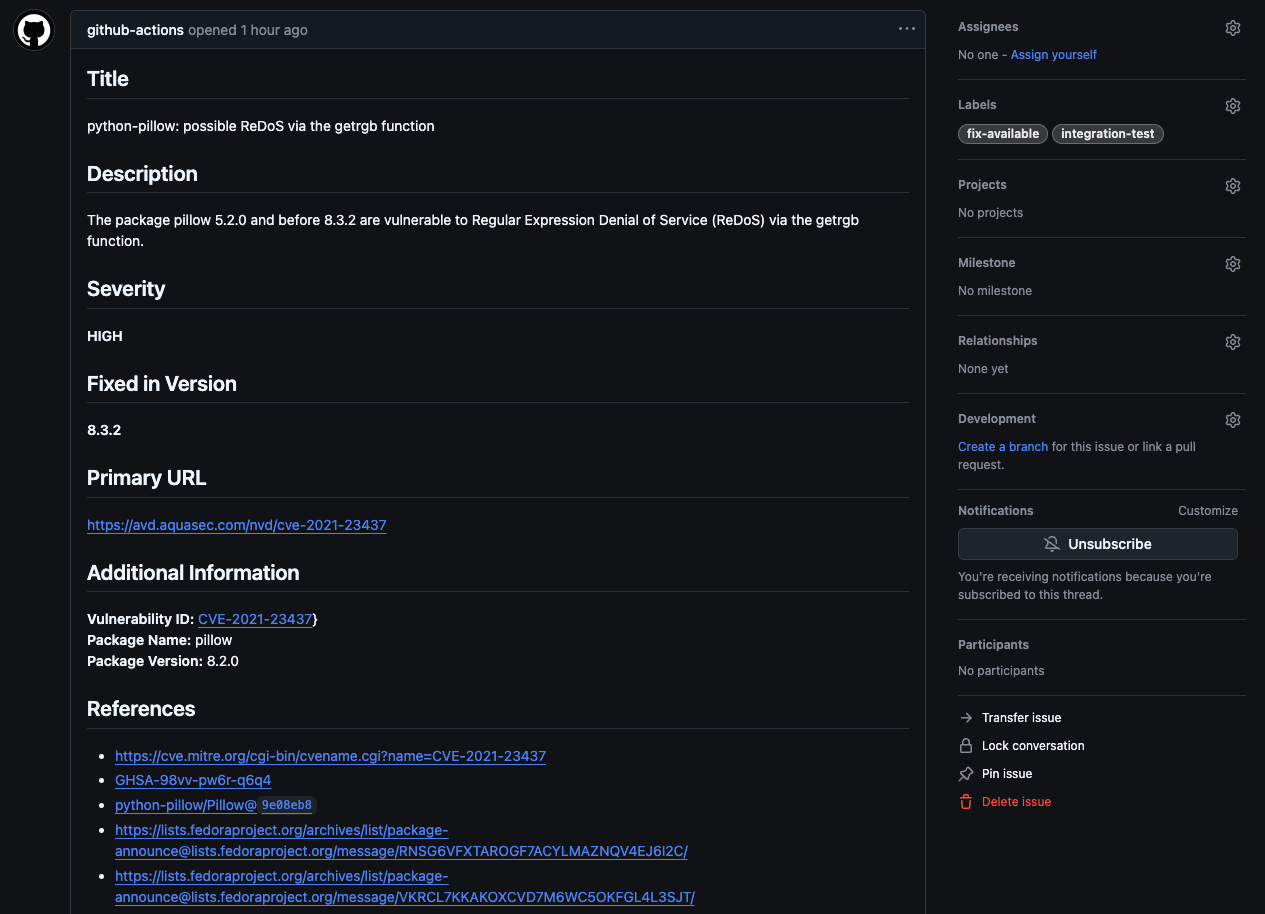 github-actions opened 1 hour ago
Title
python-pillow: possible ReDoS via the getrgb function
Description
The package pillow 5.2.0 and before 8.3.2 are vulnerable to Regular Expression Denial of Service (ReDoS) via the getrgb
function.
Severity
HIGH
Fixed in Version
8.3.2
Primary URL
https://avd.aquasec.com/nvd/cve-2021-23437
Additional Information
Vulnerability ID: CVE-2021-23437}
Package Name: pillow
Package Version: 8.2.0
References
https://cve.mitre.org/cgi-bin/cvename.cgi?name=CVE-2021-23437
GHSA-98vv-pw6r-q6q4
python-pillow/Pillow@9e08eb8
https://lists.fedoraproject.org/archives/list/package-
announce@lists.fedoraproject.org/message/RNSG6VFXTAROGF7ACYLMAZNQV4EJ6I2C/
https://lists.fedoraproject.org/archives/list/package-
announce@lists.fedoraproject.org/message/VKRCL7KKAKOXCVD7M6WC5OKFGL4L3SJT/
Assignees
No one - Assign yourself
Labels
fix-available integration-test
Projects
No projects
Milestone
No milestone
Relationships
None yet
Development
Create a branch for this issue or link a pull
request.
Notifications Customize
Unsubscribe
You're receiving notifications because you're
subscribed to this thread.
Participants
No participants
Transfer issue
Lock conversation
Pin issue
Delete issue